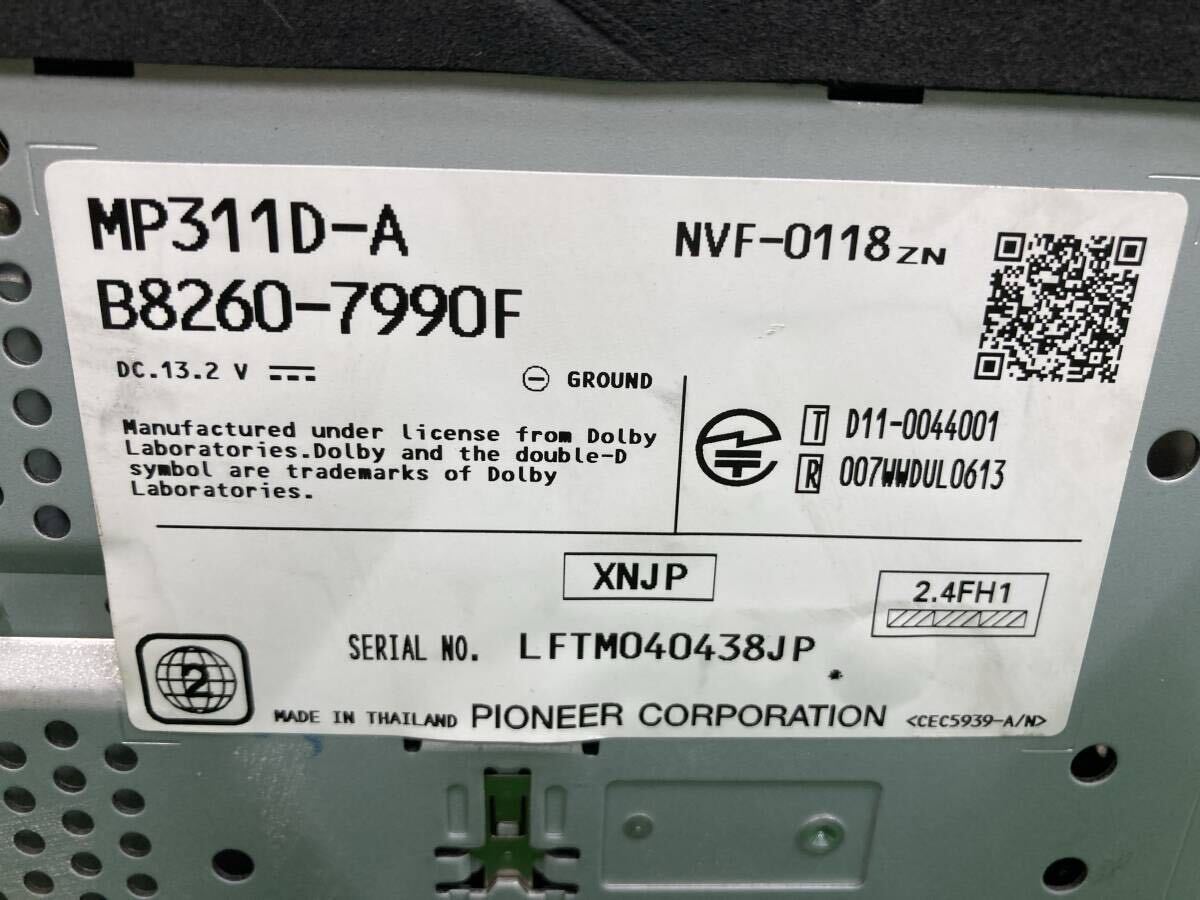 MP311D-A
B8260-7990F
NVF-0118 ZN
DC.13.2 V
GROUND
Manufactured under license from Dolby
Laboratories.Dolby and the double-D
symbol are trademarks of Dolby
Laboratories.
T D11-0044001
R 007WWDUL0613
XNJP
2.4FH1
SERIAL NO. LFTM040438JP
2
MADE IN THAILAND PIONEER CORPORATION <CEC5939-A/N>